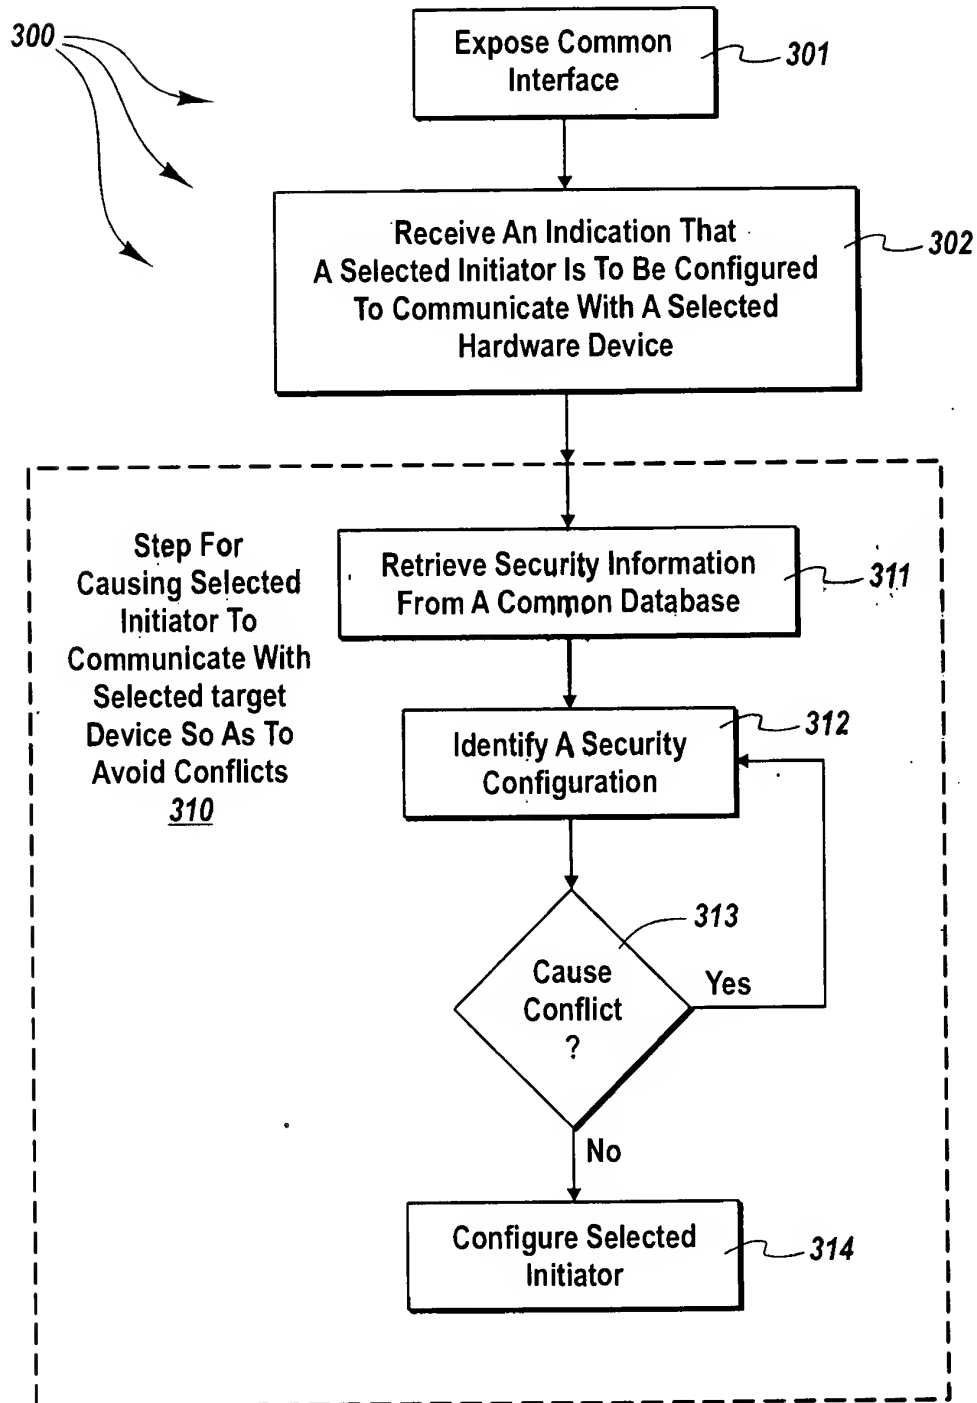 300
Expose Common
Interface
301
Receive An Indication That
A Selected Initiator Is To Be Configured
To Communicate With A Selected
Hardware Device
302
Step For
Causing Selected
Initiator To
Communicate With
Selected target
Device So As To
Avoid Conflicts
310
Retrieve Security Information
From A Common Database
311
Identify A Security
Configuration
312
Cause
Conflict
?
313
Yes
No
Configure Selected
Initiator
314